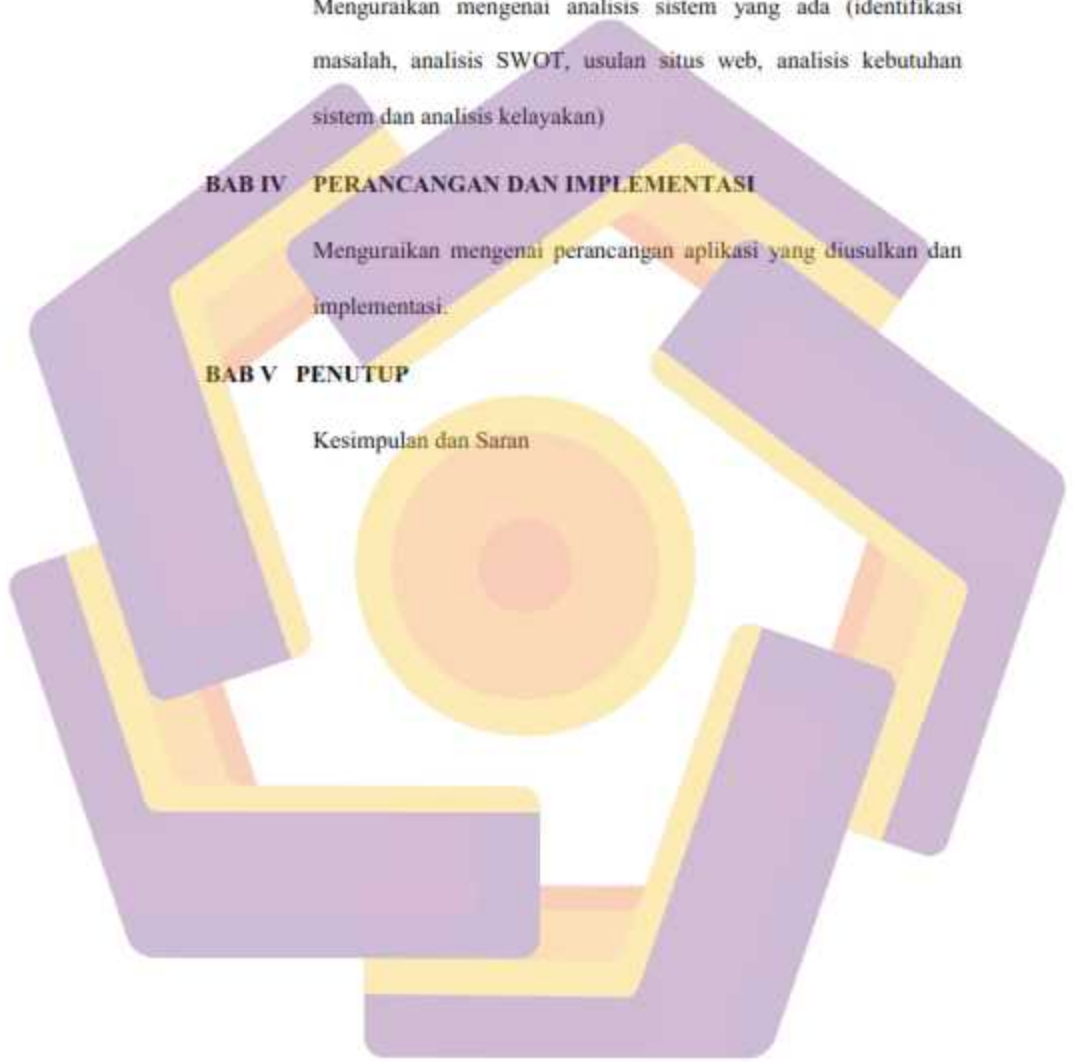 Menguraikan mengenai analisis sistem yang ada (identifikasi
masalah, analisis SWOT, usulan situs web, analisis kebutuhan
sistem dan analisis kelayakan)
BAB IV PERANCANGAN DAN IMPLEMENTASI
Menguraikan mengenai perancangan aplikasi yang diusulkan dan
implementasi.
BAB V PENUTUP
Kesimpulan dan Saran